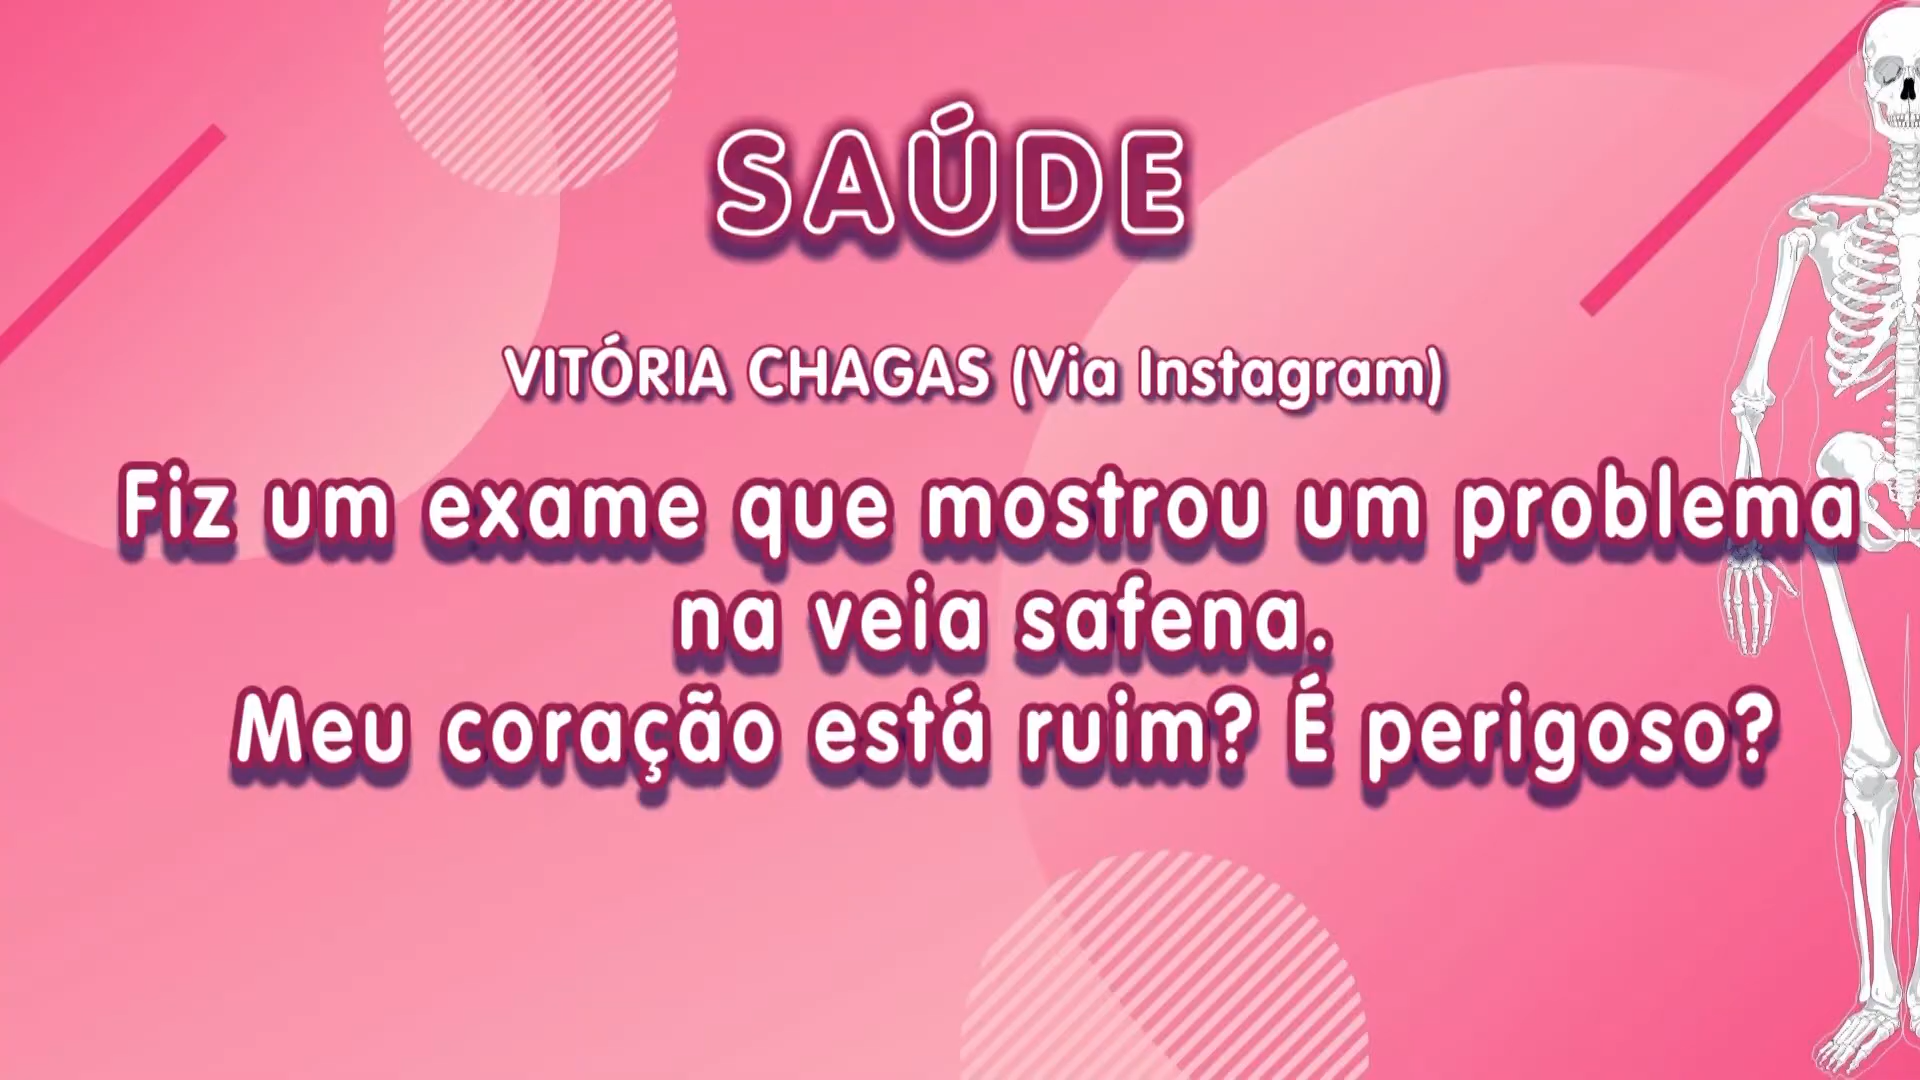 SAÚDE
VITÓRIA CHAGAS (Via Instagram)
Fiz um exame que mostrou um problema
na veia safena.
Meu coração está ruim? É perigoso?